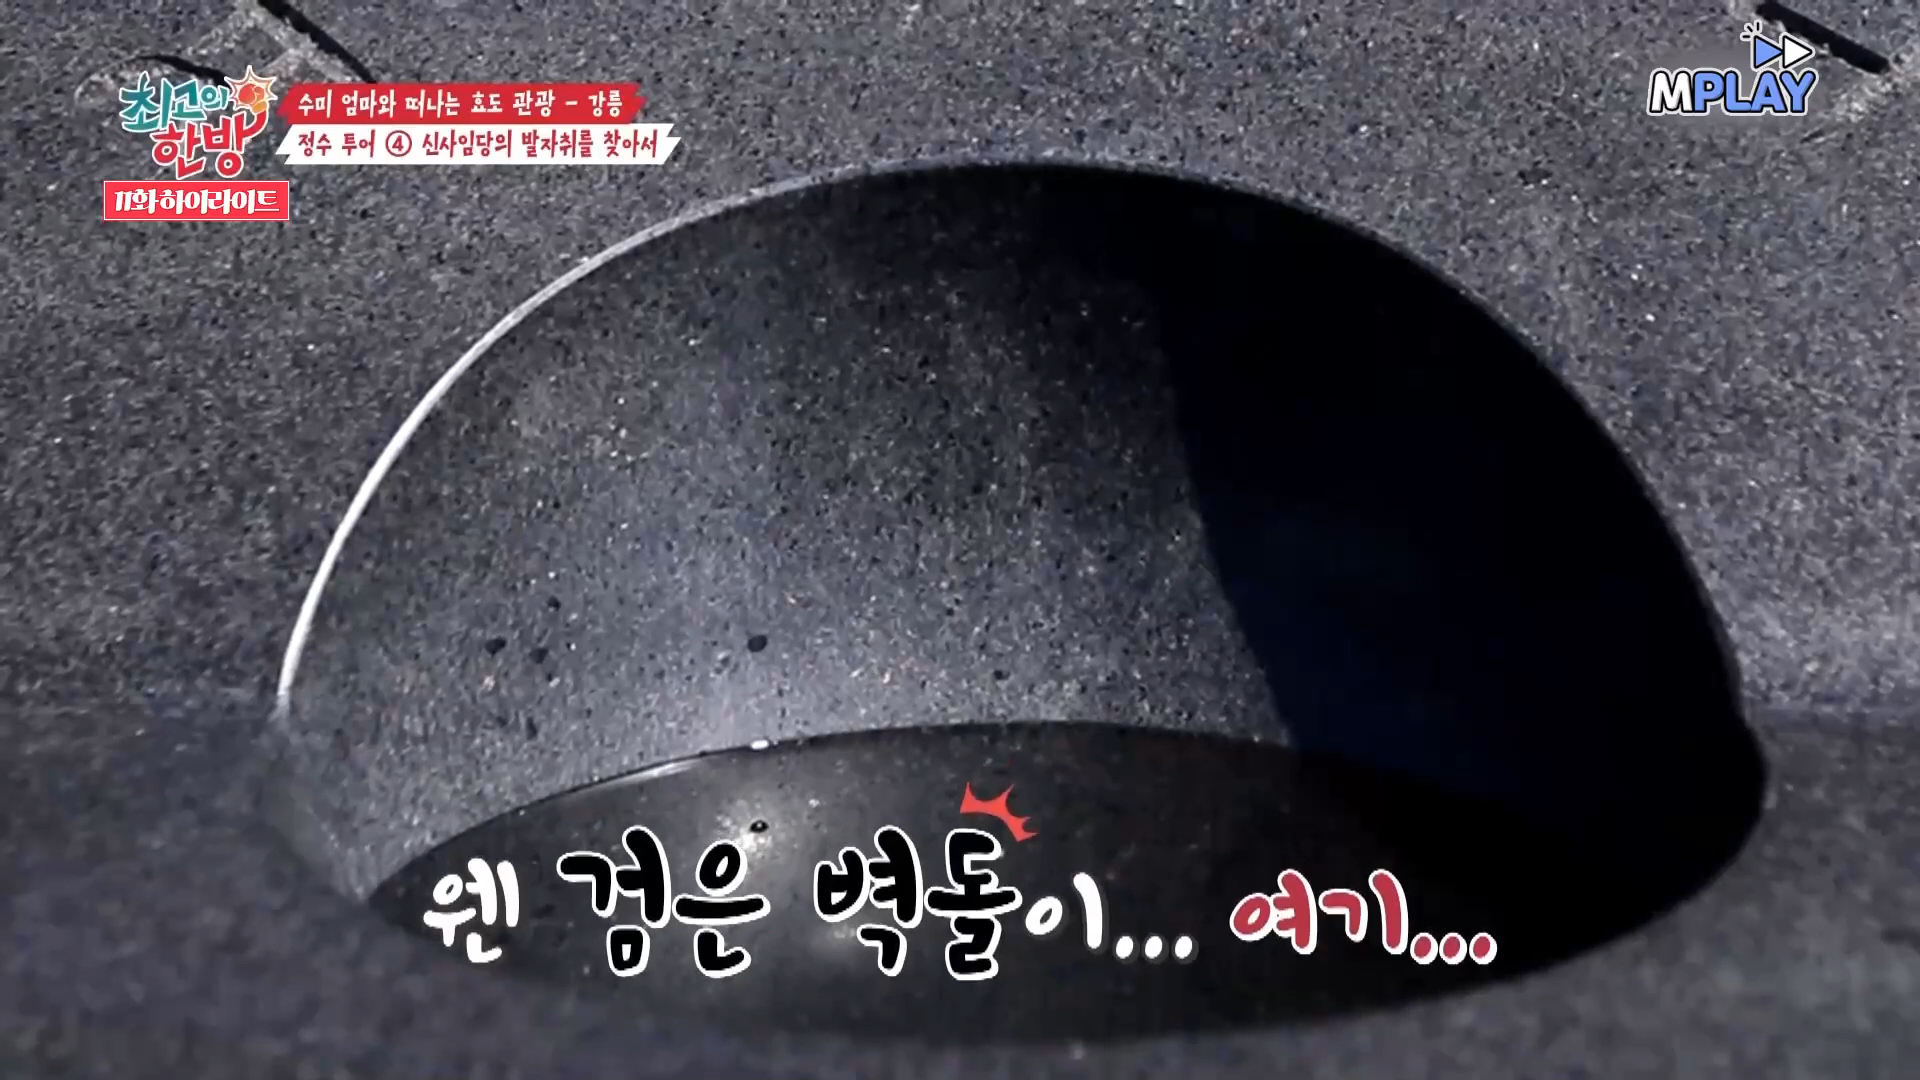 최고의
한방
11화 하이라이트
수미 엄마와 떠나는 효도 관광 - 강릉
정수 투어 ④ 신사임당의 발자취를 찾아서
MPLAY
웬 검은 벽돌이... 여기...